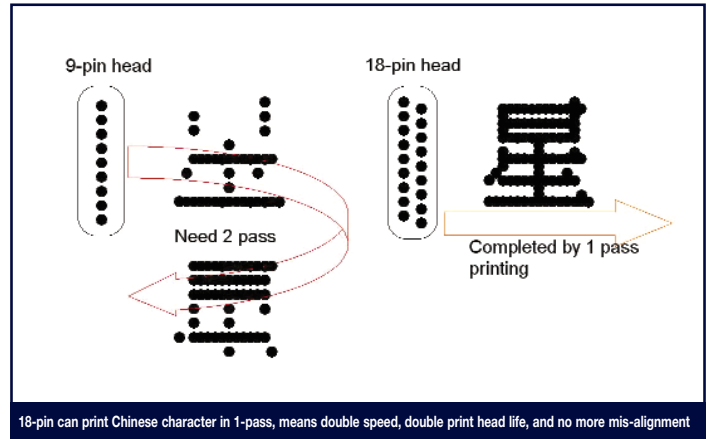 9-pin head
18-pin head
星
Need 2 pass
Completed by 1 pass
printing
18-pin can print Chinese character in 1-pass, means double speed, double print head life, and no more mis-alignment